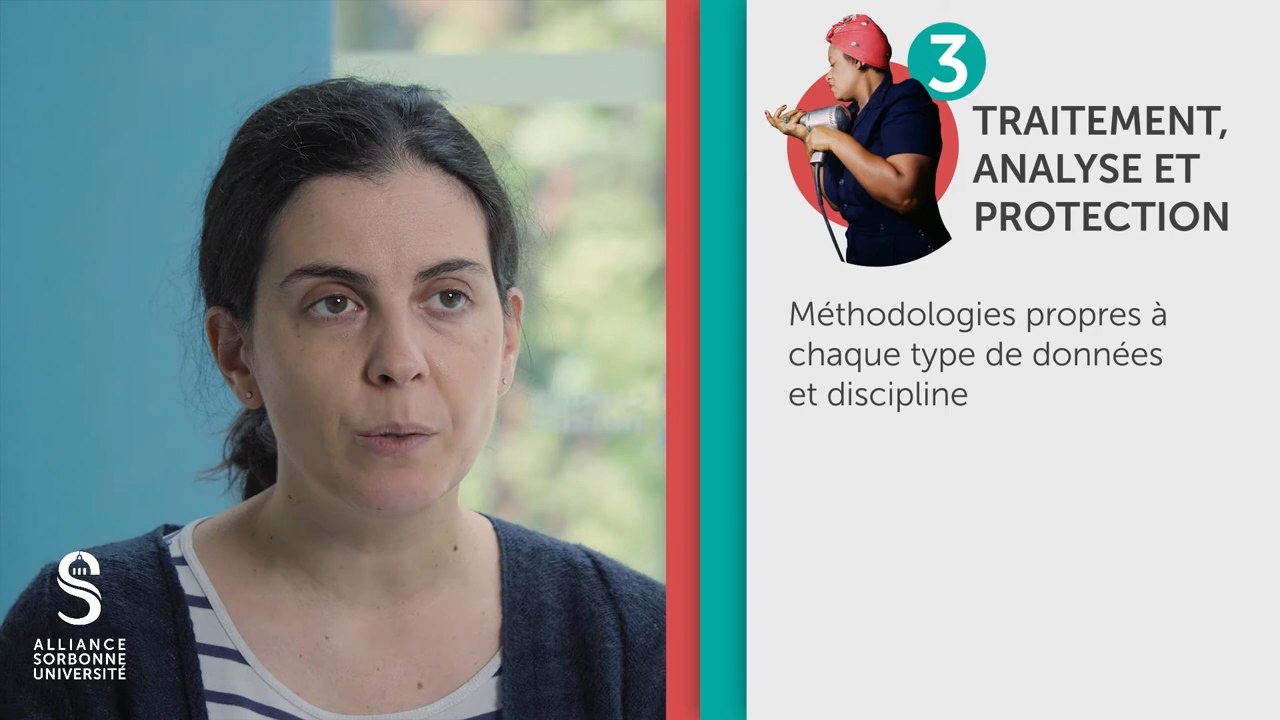 3
TRAITEMENT,
ANALYSE ET
PROTECTION
Méthodologies propres à
chaque type de données
et discipline
ALLIANCE
SORBONNE
UNIVERSITÉ